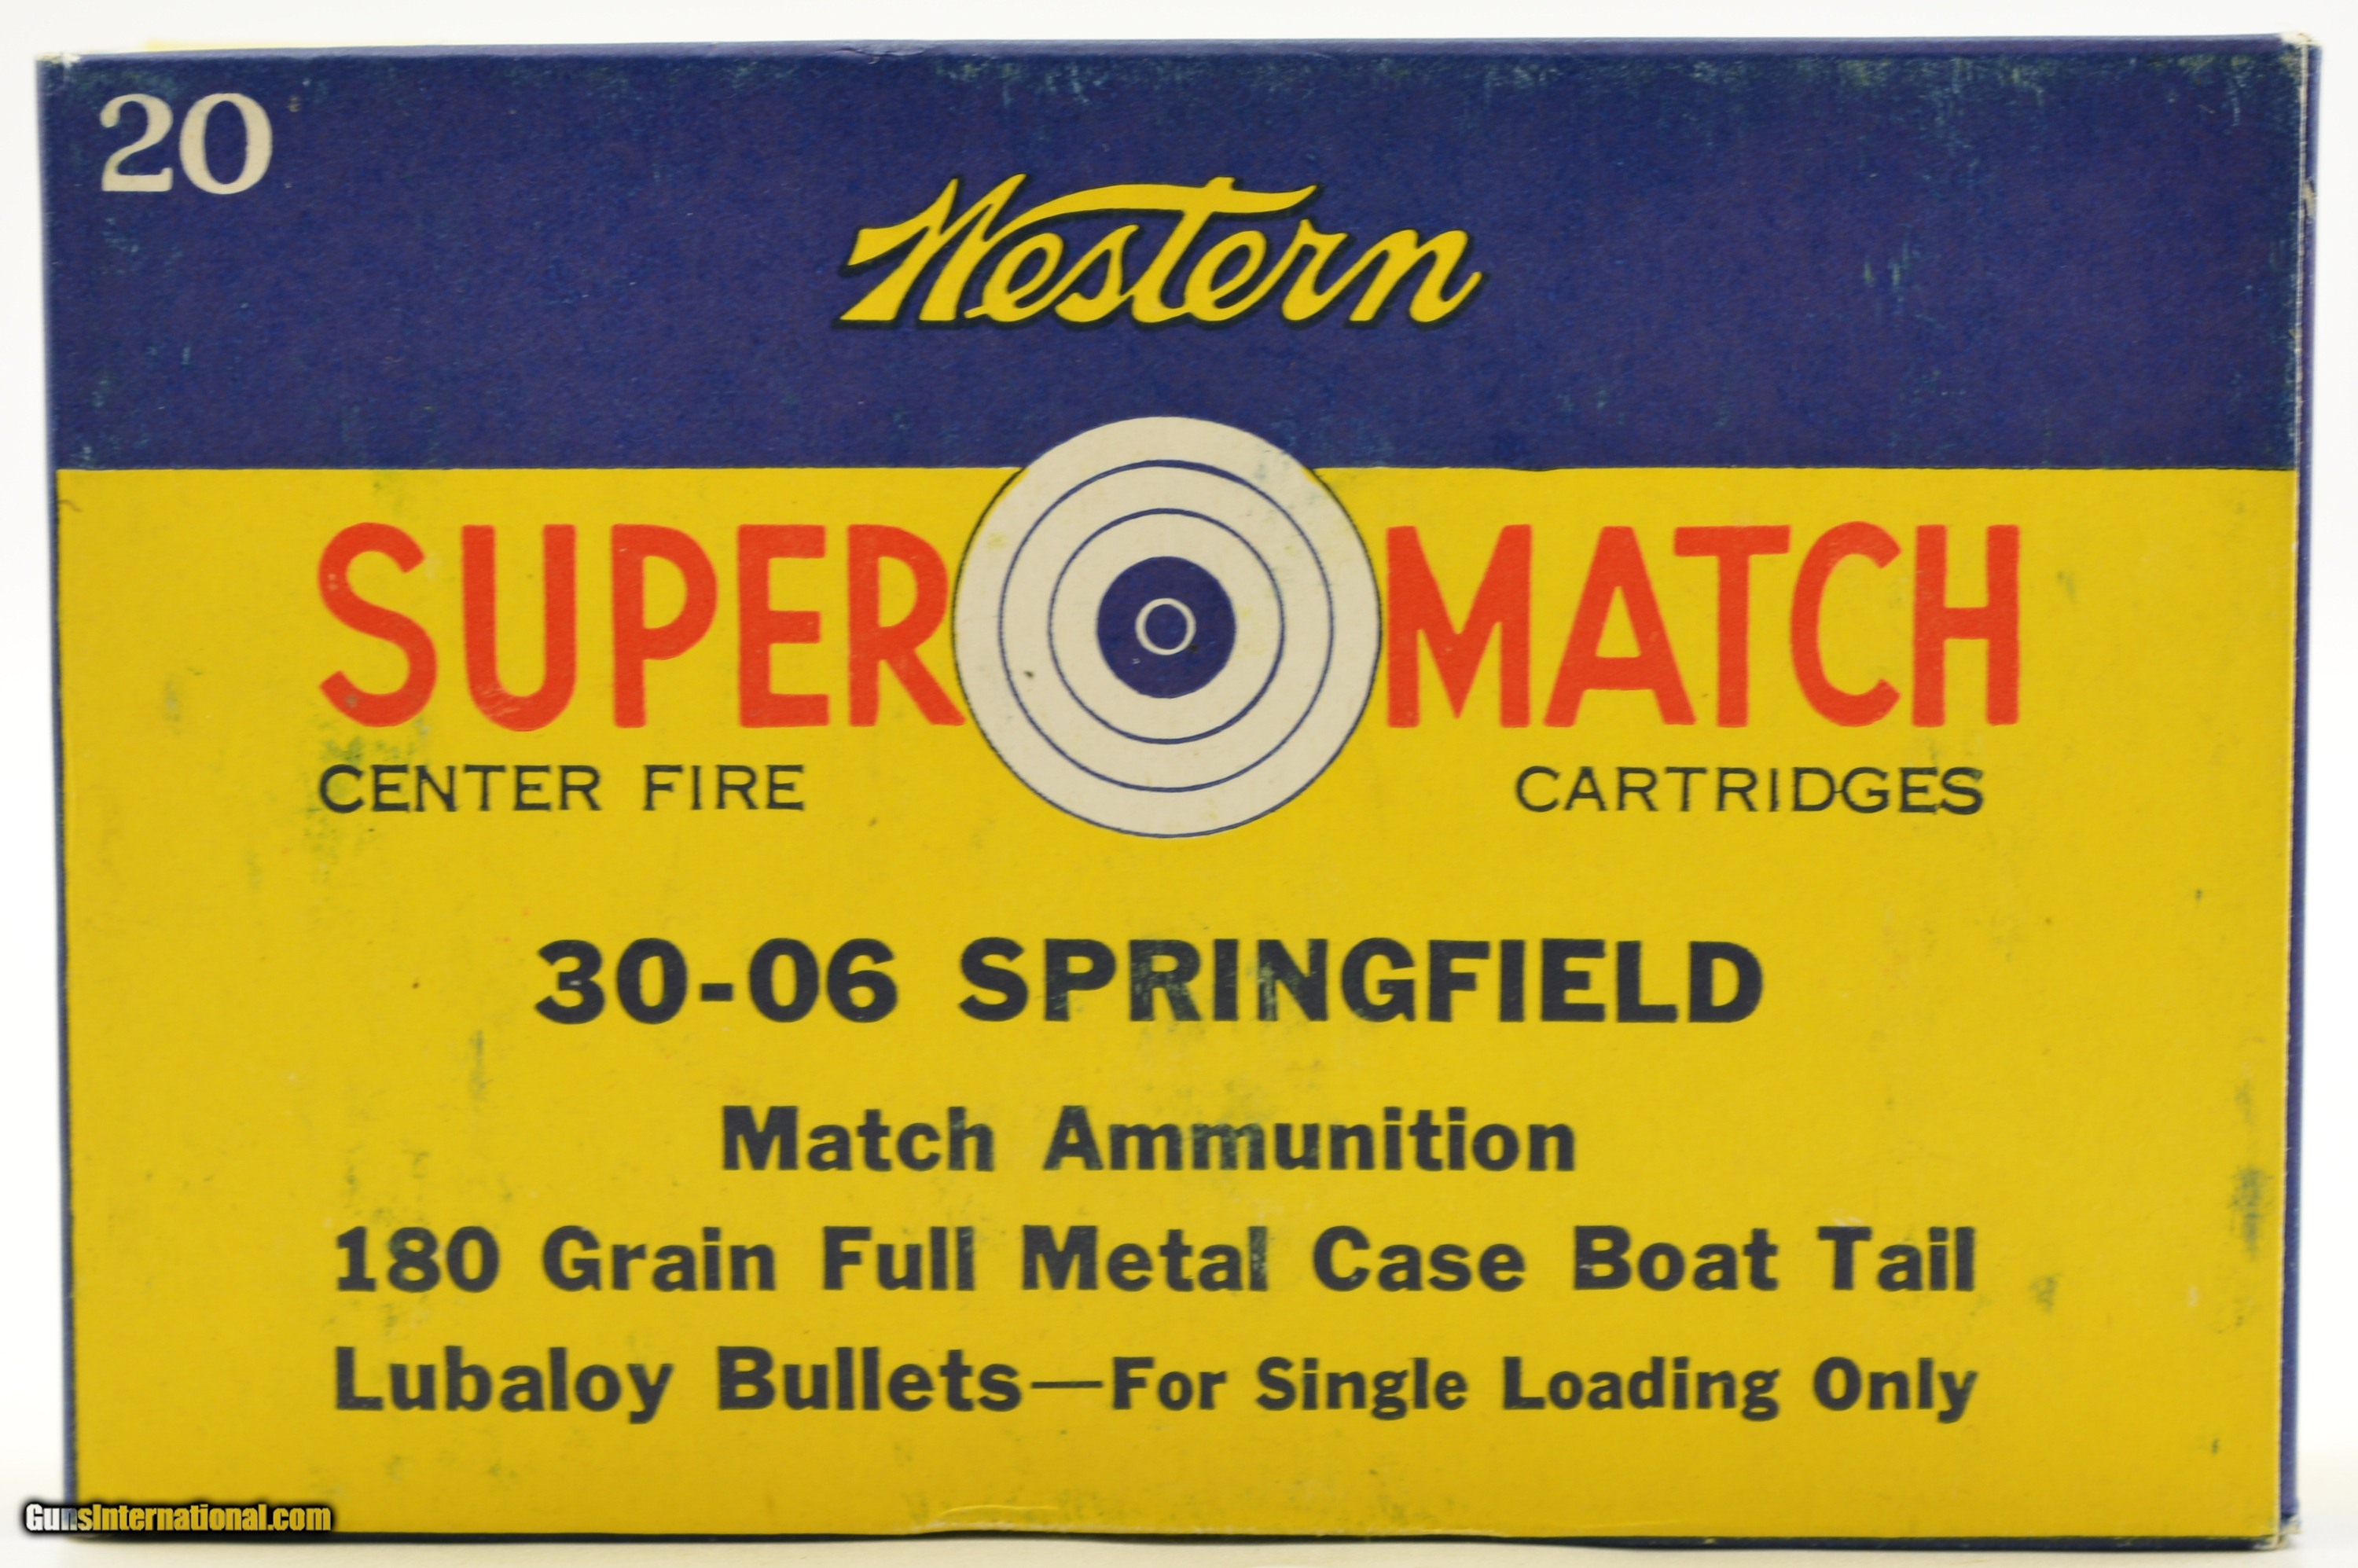 20
Western
SUPER MATCH
CENTER FIRE CARTRIDGES
30-06 SPRINGFIELD
Match Ammunition
180 Grain Full Metal Case Boat Tail
Lubaloy Bullets—For Single Loading Only
GunsInternational.com